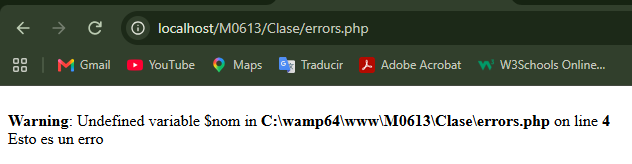 localhost/M0613/Clase/errors.php
Gmail YouTube Maps Traducir Adobe Acrobat W3Schools Online...
Warning: Undefined variable $nom in C:\wamp64\www\M0613\Clase\errors.php on line 4
Esto es un erro